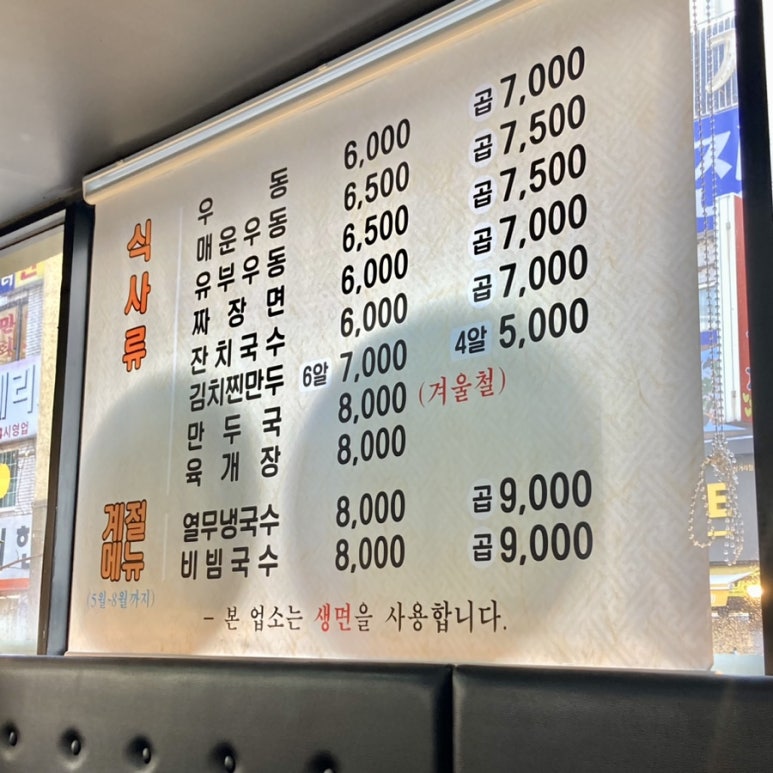 식사류
우동 6,000 곱 7,000
매운우동 6,500 곱 7,500
유부우동 6,500 곱 7,500
짜장면 6,000 곱 7,000
잔치국수 6,000 곱 7,000
김치찐만두 6알 7,000 4알 5,000
만두국 8,000 (겨울철)
육개장 8,000
계절
메뉴
(5월~8월까지)
열무냉국수 8,000 곱 9,000
비빔국수 8,000 곱 9,000
- 본 업소는 생면을 사용합니다.